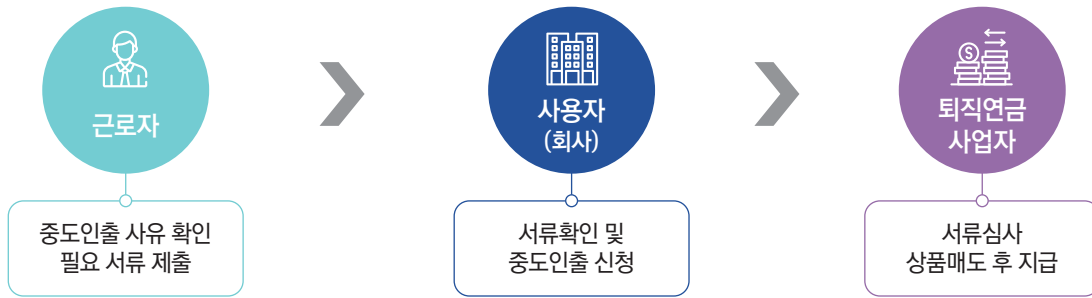 근로자
중도인출 사유 확인
필요 서류 제출
사용자
(회사)
서류확인 및
중도인출 신청
퇴직연금
사업자
서류심사
상품매도 후 지급